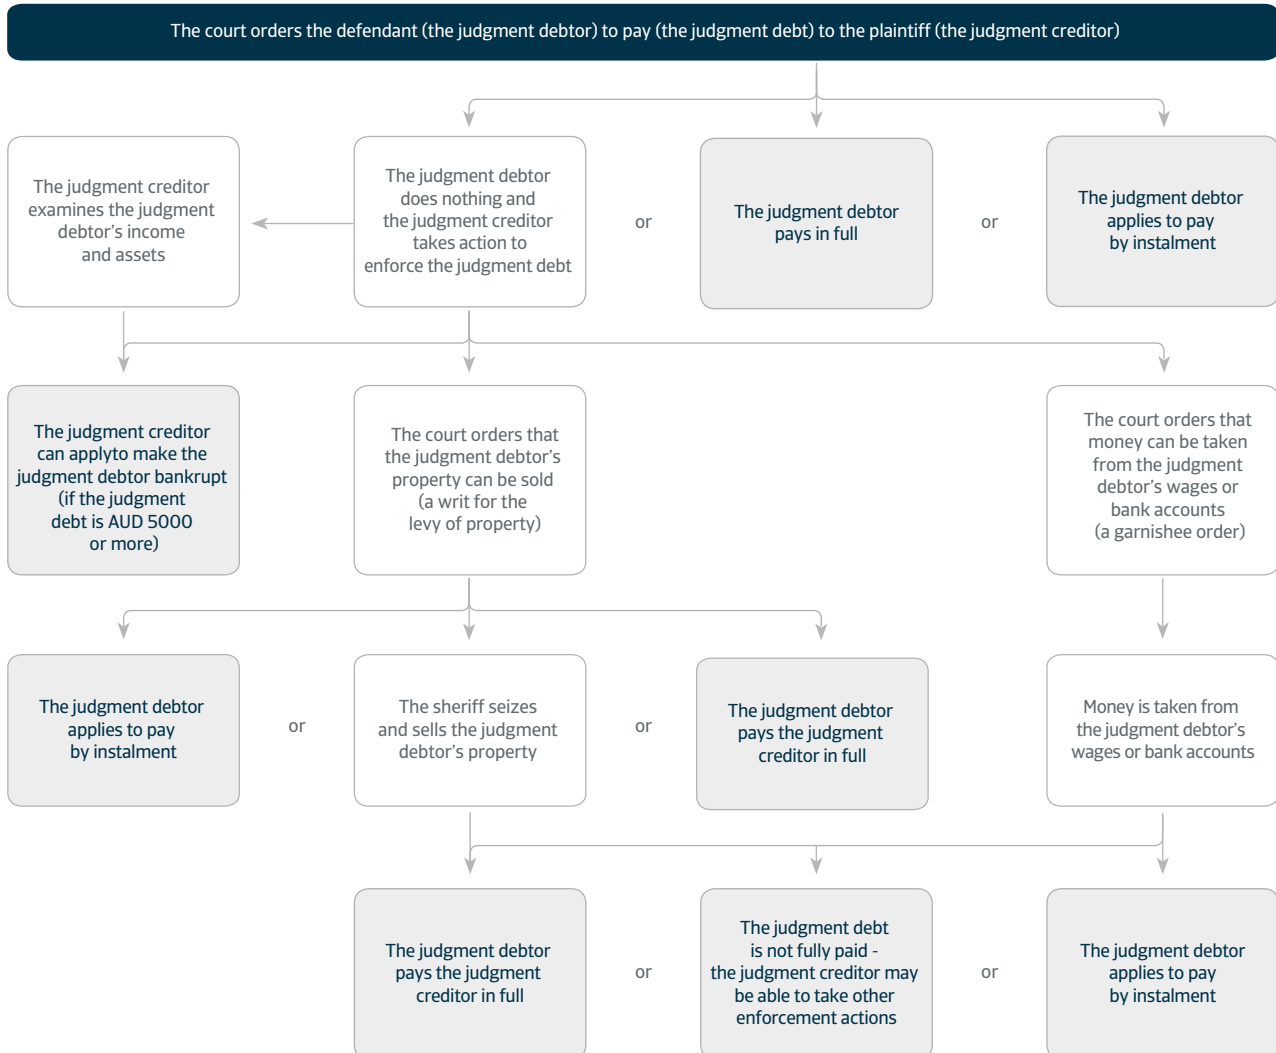 The court orders the defendant (the judgment debtor) to pay (the judgment debt) to the plaintiff (the judgment creditor)
The judgment creditor
examines the judgment
debtor's income
and assets
The judgment debtor
does nothing and
the judgment creditor
takes action to
enforce the judgment debt
or
The judgment debtor
pays in full
or
The judgment debtor
applies to pay
by instalment
The judgment creditor
can applyto make the
judgment debtor bankrupt
(if the judgment
debt is AUD 5000
or more)
The court orders that
the judgment debtor's
property can be sold
(a writ for the
levy of property)
The court orders that
money can be taken
from the judgment
debtor's wages or
bank accounts
(a garnishee order)
The judgment debtor
applies to pay
by instalment
or
The sheriff seizes
and sells the judgment
debtor's property
or
The judgment debtor
pays the judgment
creditor in full
Money is taken from
the judgment debtor's
wages or bank accounts
The judgment debtor
pays the judgment
creditor in full
or
The judgment debt
is not fully paid -
the judgment creditor may
be able to take other
enforcement actions
or
The judgment debtor
applies to pay
by instalment